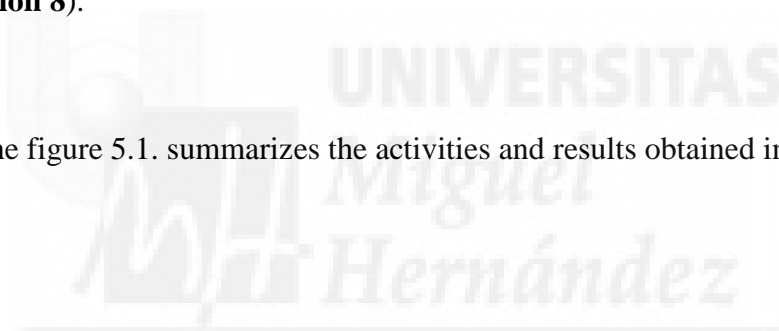 ion 8).
UNIVERSITAS
he figure 5.1. summarizes the activities and results obtained in
Miguel
Hernández